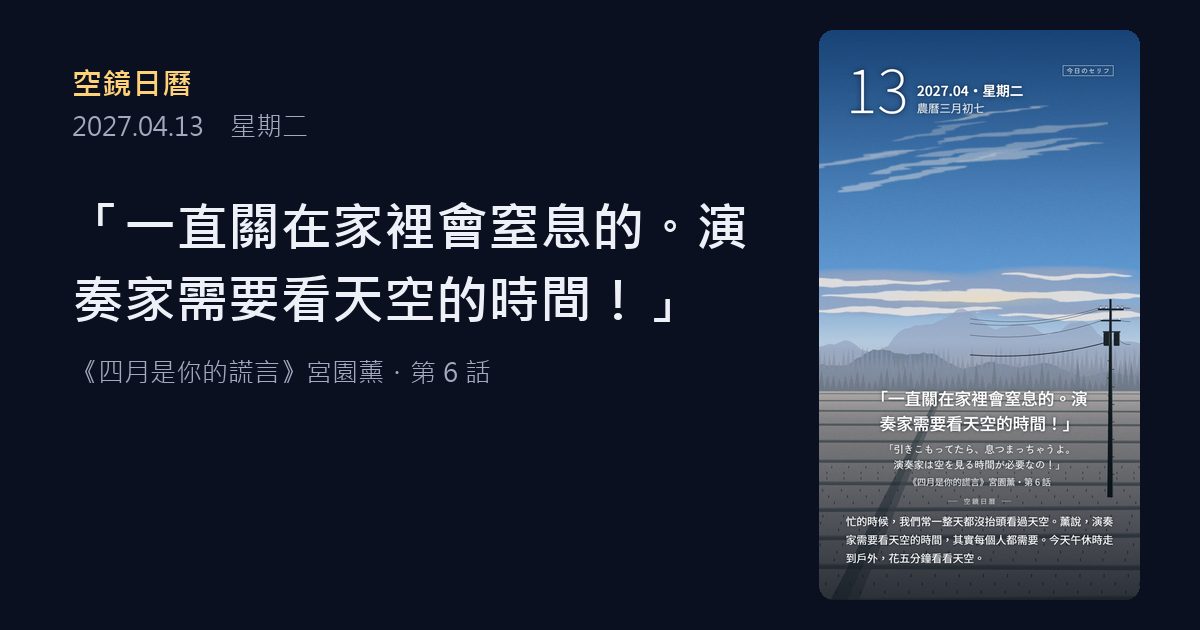 空鏡日曆
2027.04.13 星期二
「一直關在家裡會窒息的。演
奏家需要看天空的時間！」
《四月是你的謊言》宮園薰・第 6 話
13
2027.04・星期二
農曆三月初七
今日のセリフ
「一直關在家裡會窒息的。演
奏家需要看天空的時間！」
「引きこもってたら、息つまっちゃうよ。
演奏家は空を見る時間が必要なの！」
《四月是你的謊言》宮園薰・第 6 話
— 空鏡日曆 —
忙的時候，我們常一整天都沒抬頭看過天空。薰說，演奏
家需要看天空的時間，其實每個人都需要。今天午休時走
到戶外，花五分鐘看看天空。